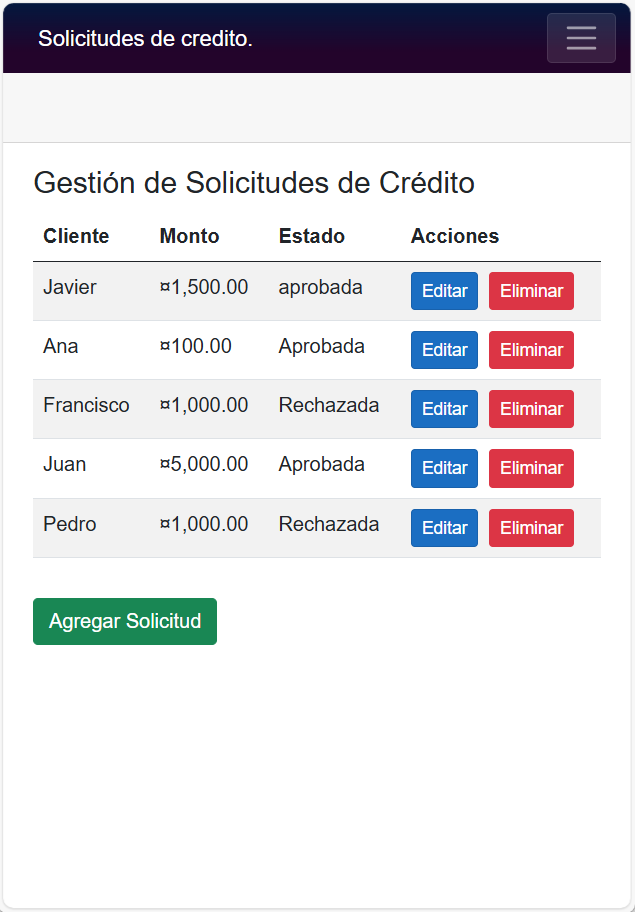 Solicitudes de credito.
Gestión de Solicitudes de Crédito
Cliente Monto Estado Acciones
Javier ¤1,500.00 aprobada Editar Eliminar
Ana ¤100.00 Aprobada Editar Eliminar
Francisco ¤1,000.00 Rechazada Editar Eliminar
Juan ¤5,000.00 Aprobada Editar Eliminar
Pedro ¤1,000.00 Rechazada Editar Eliminar
Agregar Solicitud